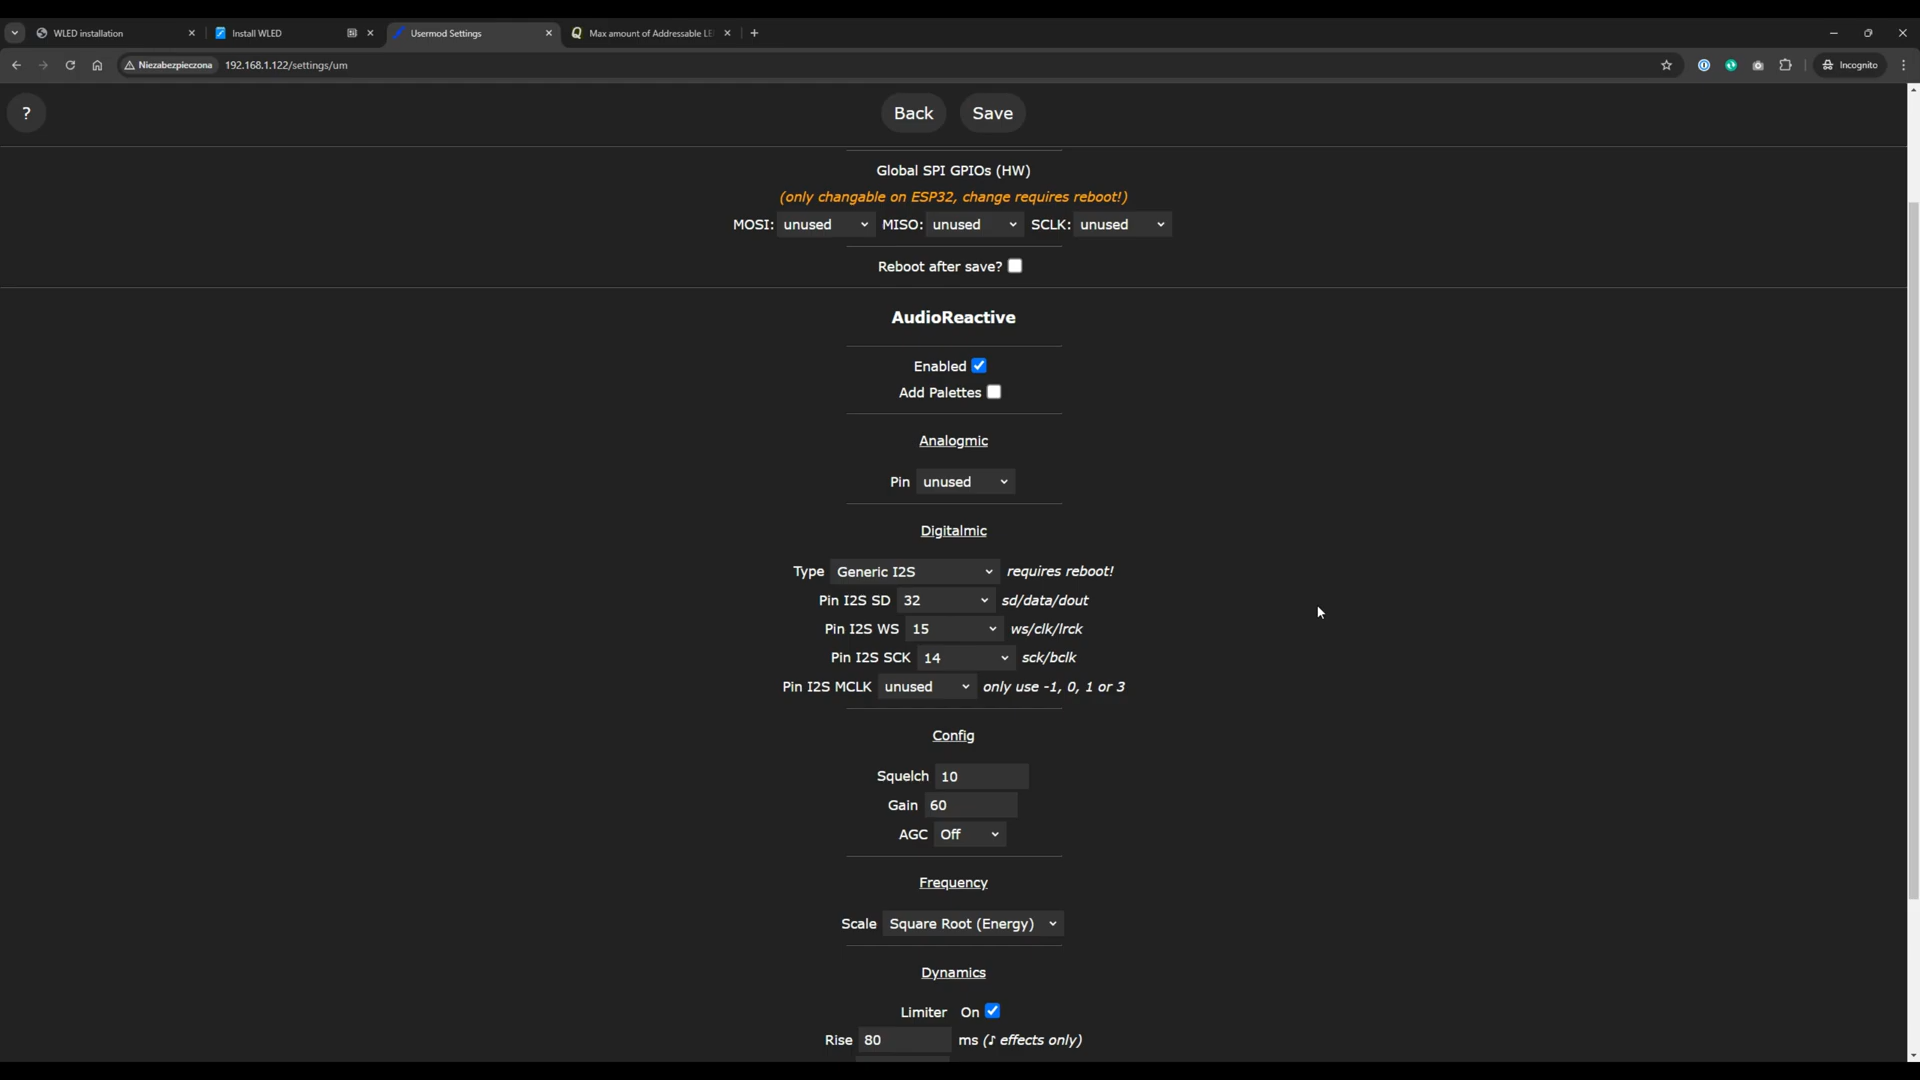 WLED installation
Install WLED
Usermod Settings
Max amount of Addressable LE
Niezabezpieczona
192.168.1.122/settings/um
Incognito
?
Back
Save
Global SPI GPIOs (HW)
(only changable on ESP32, change requires reboot!)
MOSI: unused MISO: unused SCLK: unused
Reboot after save?
AudioReactive
Enabled
Add Palettes
Analogmic
Pin unused
Digitalmic
Type Generic I2S requires reboot!
Pin I2S SD 32 sd/data/dout
Pin I2S WS 15 ws/clk/lrck
Pin I2S SCK 14 sck/bclk
Pin I2S MCLK unused only use -1, 0, 1 or 3
Config
Squelch 10
Gain 60
AGC Off
Frequency
Scale Square Root (Energy)
Dynamics
Limiter On
Rise 80 ms (♪ effects only)